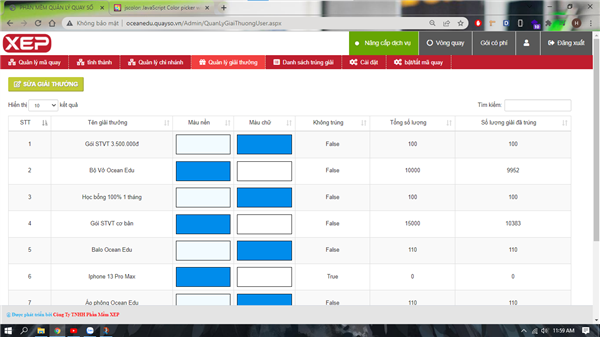 PHẦN MỀM QUẢN LÝ QUAY SỐ
jscolor: JavaScript Color picker w
Không bảo mật | oceanedu.quayso.vn/Admin/QuanLyGiaiThuongUser.aspx
XEP
Nâng cấp dịch vụ
Vòng quay
Gói có phí
Đăng xuất
Quản lý mã quay
tỉnh thành
Quản lý chi nhánh
Quản lý giải thưởng
Danh sách trúng giải
Cài đặt
bật/tắt mã quay
SỬA GIẢI THƯỞNG
Hiển thị 10 kết quả
Tìm kiếm:
STT Tên giải thưởng Màu nền Màu chữ Không trúng Tổng số lượng Số lượng giải đã trúng
1 Gói STVT 3.500.000đ False 100 100
2 Bộ Vở Ocean Edu False 10000 9952
3 Học bổng 100% 1 tháng False 100 100
4 Gói STVT cơ bản False 15000 10383
5 Balo Ocean Edu False 110 110
6 Iphone 13 Pro Max True 0 0
7 Áo phông Ocean Edu False 110 110
@ Được phát triển bởi Công Ty TNHH Phần Mềm XEP
11:59 AM